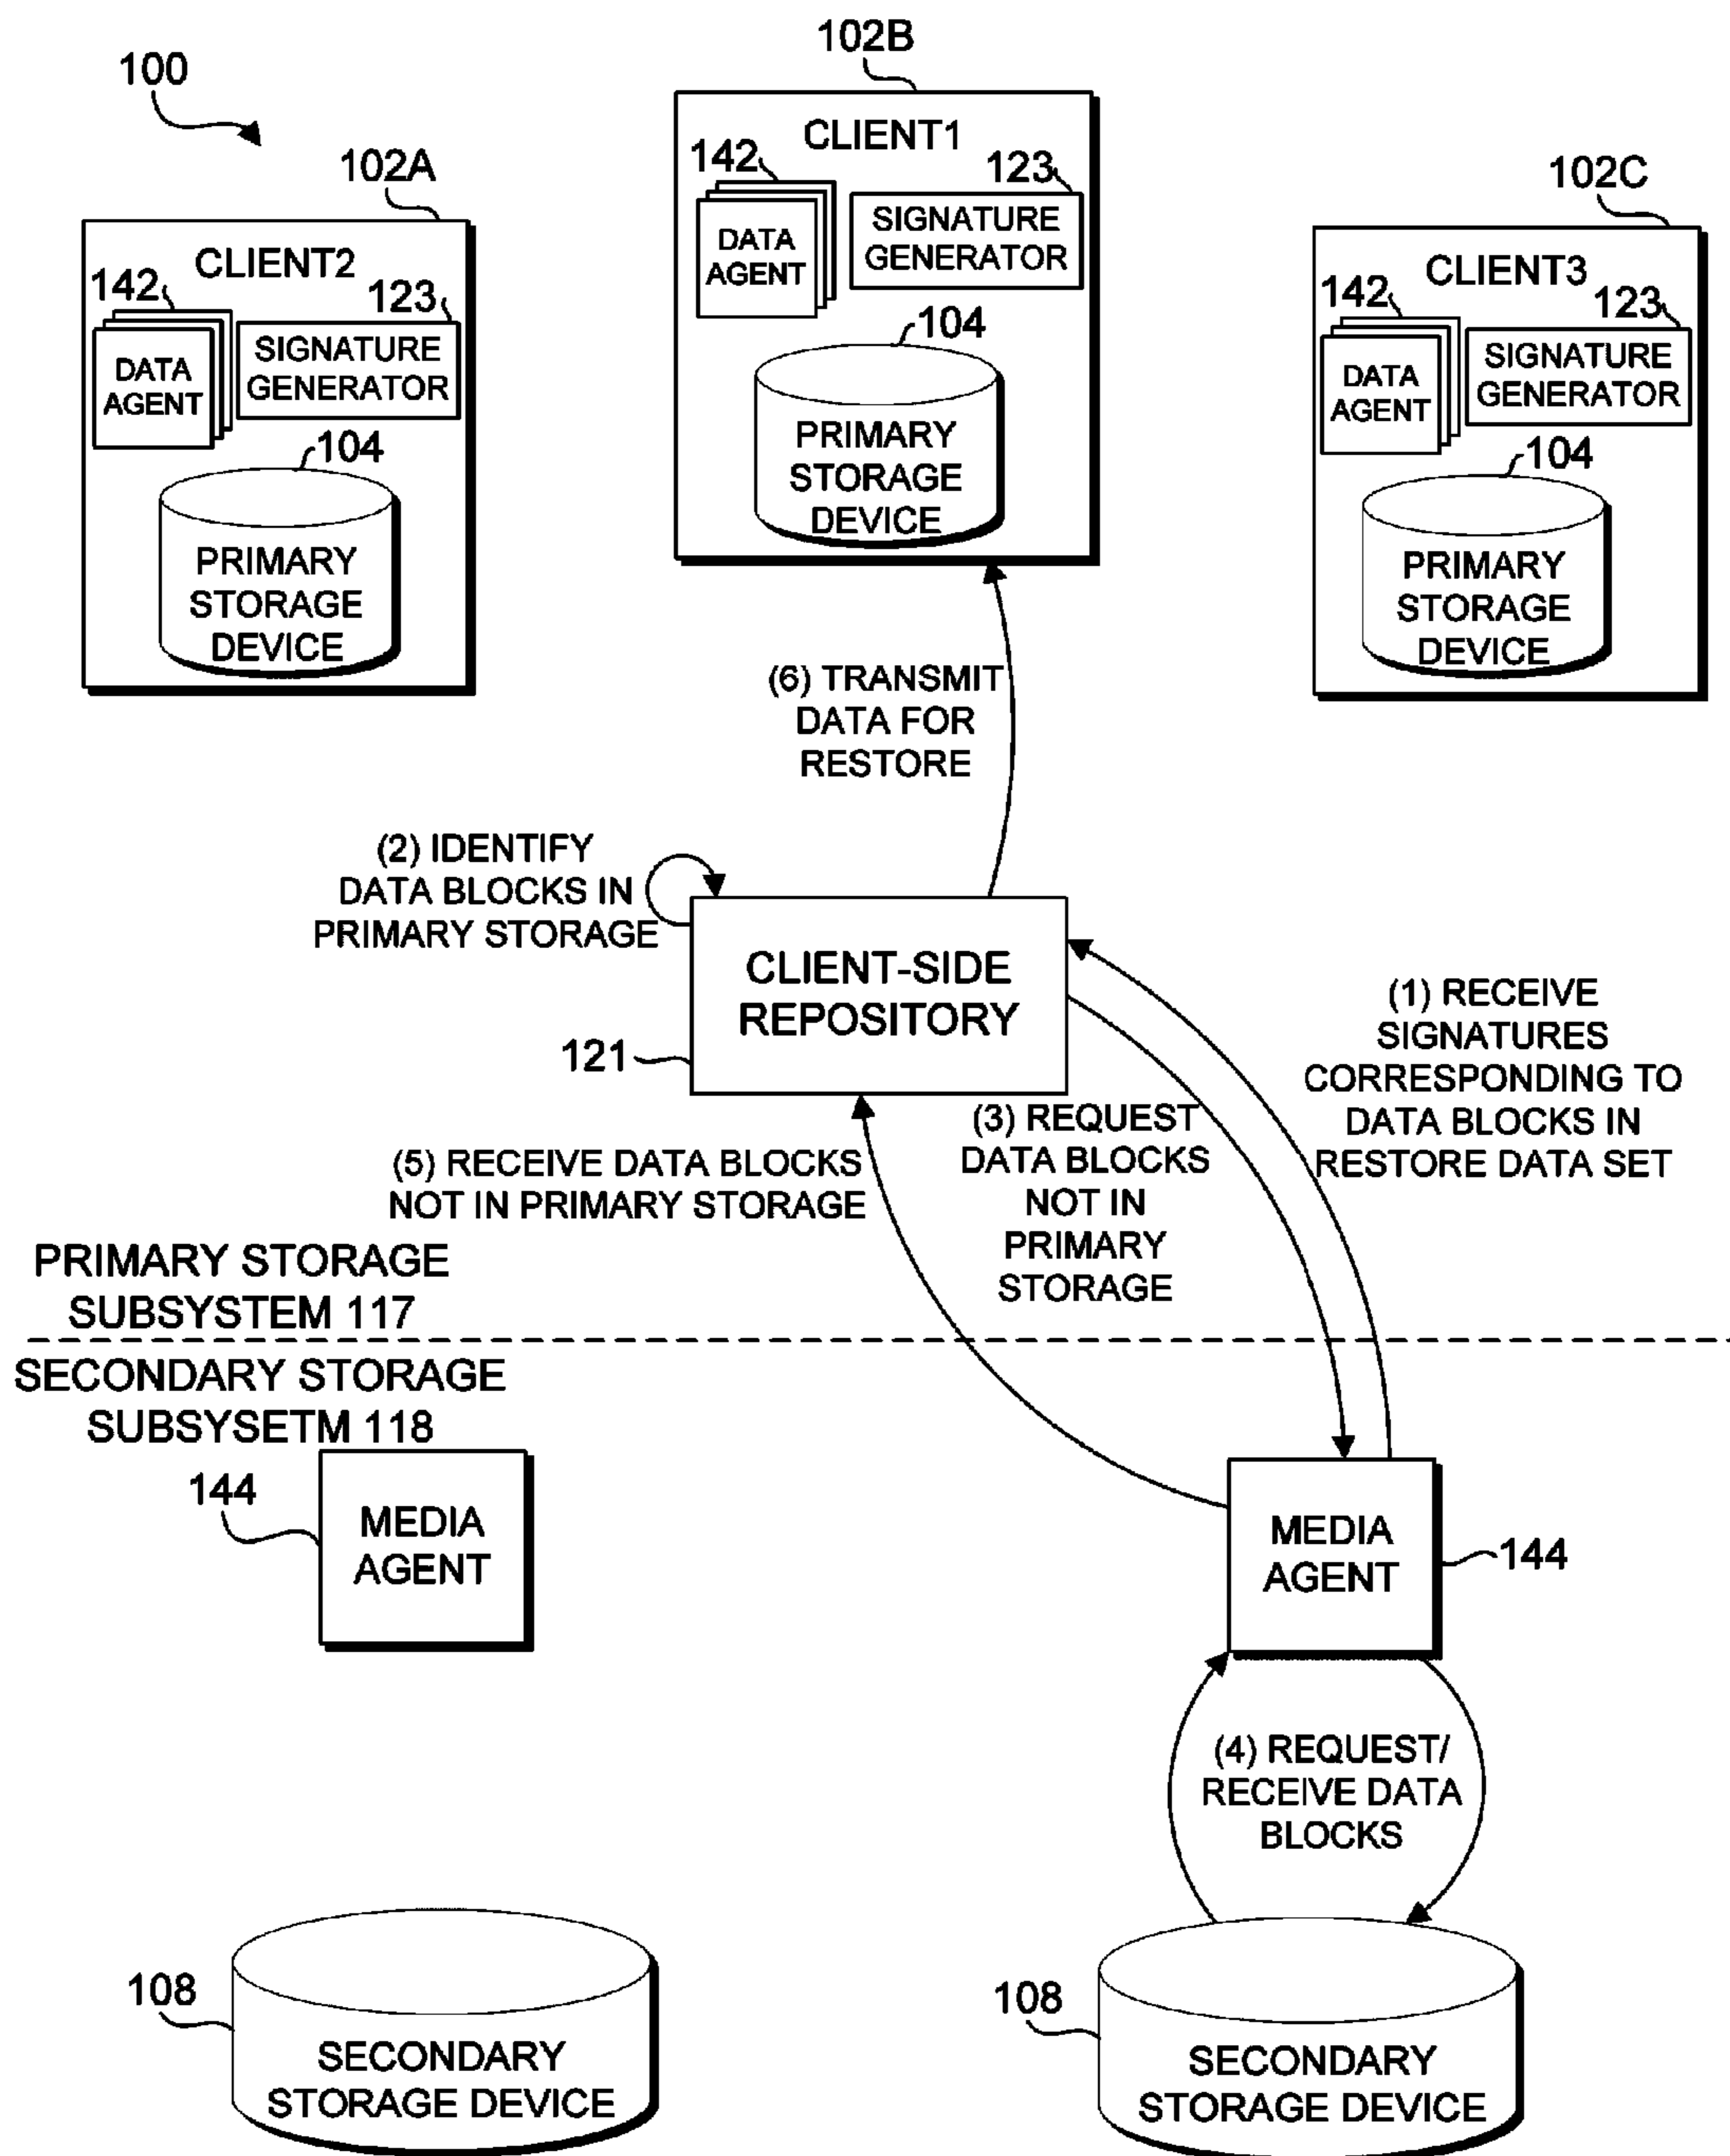 100
102B
CLIENT1
142
123
DATA
AGENT
SIGNATURE
GENERATOR
104
PRIMARY
STORAGE
DEVICE
102A
CLIENT2
142
123
DATA
AGENT
SIGNATURE
GENERATOR
104
PRIMARY
STORAGE
DEVICE
102C
CLIENT3
142
123
DATA
AGENT
SIGNATURE
GENERATOR
104
PRIMARY
STORAGE
DEVICE
(6) TRANSMIT
DATA FOR
RESTORE
(2) IDENTIFY
DATA BLOCKS IN
PRIMARY STORAGE
CLIENT-SIDE
REPOSITORY
121
(1) RECEIVE
SIGNATURES
CORRESPONDING TO
DATA BLOCKS IN
RESTORE DATA SET
(3) REQUEST
DATA BLOCKS
NOT IN
PRIMARY
STORAGE
(5) RECEIVE DATA BLOCKS
NOT IN PRIMARY STORAGE
PRIMARY STORAGE
SUBSYSTEM 117
SECONDARY STORAGE
SUBSYSETM 118
144
MEDIA
AGENT
MEDIA
AGENT
144
(4) REQUEST/
RECEIVE DATA
BLOCKS
108
SECONDARY
STORAGE DEVICE
108
SECONDARY
STORAGE DEVICE